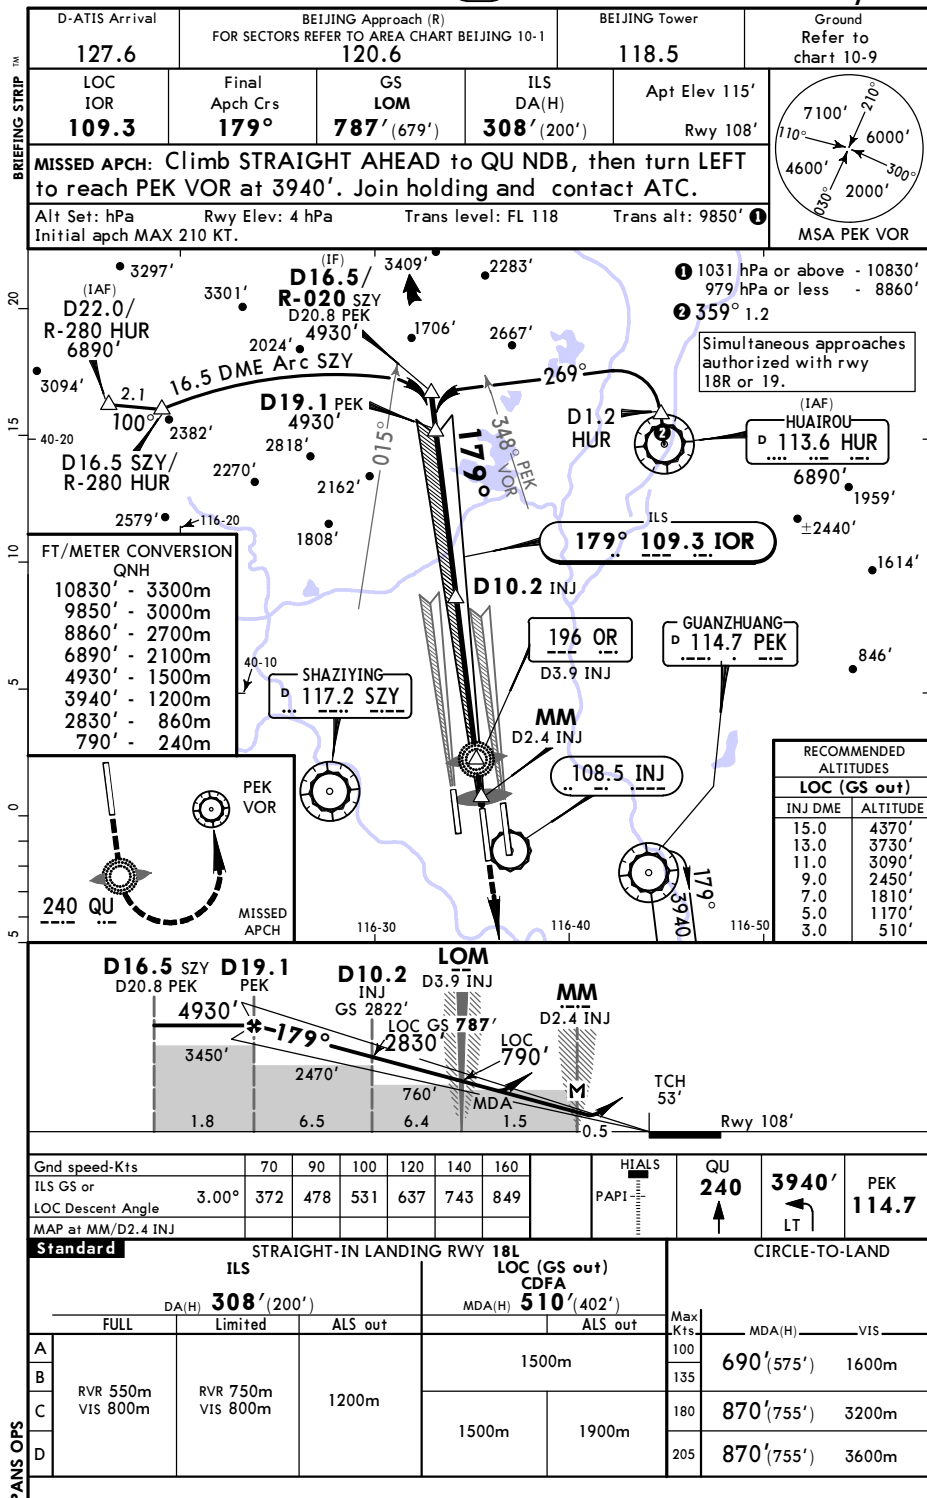 D-ATIS Arrival
127.6
BEIJING Approach (R)
FOR SECTORS REFER TO AREA CHART BEIJING 10-1
120.6
BEIJING Tower
118.5
Ground
Refer to
chart 10-9
BRIEFING STRIP TM
LOC
IOR
109.3
Final
Apch Crs
179°
GS
LOM
787' (679')
ILS
DA(H)
308' (200')
Apt Elev 115'
Rwy 108'
7100'
210°
110°
6000'
4600'
300°
030°
2000'
MSA PEK VOR
MISSED APCH: Climb STRAIGHT AHEAD to QU NDB, then turn LEFT
to reach PEK VOR at 3940'. Join holding and contact ATC.
Alt Set: hPa Rwy Elev: 4 hPa Trans level: FL 118 Trans alt: 9850' ❶
Initial apch MAX 210 KT.
3297'
(IAF)
D22.0/
R-280 HUR
6890'
3301'
2024'
(IF)
D16.5/
R-020 SZY
D20.8 PEK
4930'
3409'
2283'
1706'
2667'
❶ 1031 hPa or above - 10830'
979 hPa or less - 8860'
❷ 359° 1.2
Simultaneous approaches
authorized with rwy
18R or 19.
20
3094'
2.1
100°
16.5 DME Arc SZY
2382'
D19.1 PEK
4930'
269°
D1.2
HUR
❷
(IAF)
HUAIROU
D 113.6 HUR
6890'
15
40-20
D16.5 SZY/
R-280 HUR
2818'
2270'
2162'
015°
179°
348° PEK
VOR
1959'
±2440'
2579'
116-20
1808'
ILS
179° 109.3 IOR
1614'
10
FT/METER CONVERSION
QNH
10830' - 3300m
9850' - 3000m
8860' - 2700m
6890' - 2100m
4930' - 1500m
3940' - 1200m
2830' - 860m
790' - 240m
D10.2 INJ
196 OR
D3.9 INJ
GUANZHUANG
D 114.7 PEK
846'
40-10
5
SHAZIYING
D 117.2 SZY
MM
D2.4 INJ
108.5 INJ
RECOMMENDED
ALTITUDES
LOC (GS out)
INJ DME ALTITUDE
15.0 4370'
13.0 3730'
11.0 3090'
9.0 2450'
7.0 1810'
5.0 1170'
3.0 510'
0
PEK
VOR
240 QU
MISSED
APCH
5
116-30
116-40
179°
3940
116-50
D16.5 SZY
D20.8 PEK
D19.1
PEK
D10.2
INJ
GS 2822'
LOM
D3.9 INJ
MM
D2.4 INJ
4930'
179°
LOC
2830'
GS 787'
LOC
790'
3450'
2470'
760'
MDA
M
TCH
53'
1.8
6.5
6.4
1.5
0.5
Rwy 108'
Gnd speed-Kts 70 90 100 120 140 160
ILS GS or
LOC Descent Angle 3.00° 372 478 531 637 743 849
MAP at MM/D2.4 INJ
HIALS
PAPI
QU
240
3940'
LT
PEK
114.7
Standard
STRAIGHT-IN LANDING RWY 18L
CIRCLE-TO-LAND
ILS
DA(H) 308' (200')
LOC (GS out)
CDFA
MDA(H) 510' (402')
FULL Limited ALS out
ALS out
Max
Kts
MDA(H) VIS
A
B
C
D
RVR 550m
VIS 800m
RVR 750m
VIS 800m
1200m
1500m
1500m
1900m
100
135
690' (575') 1600m
180 870' (755') 3200m
205 870' (755') 3600m
PANS OPS